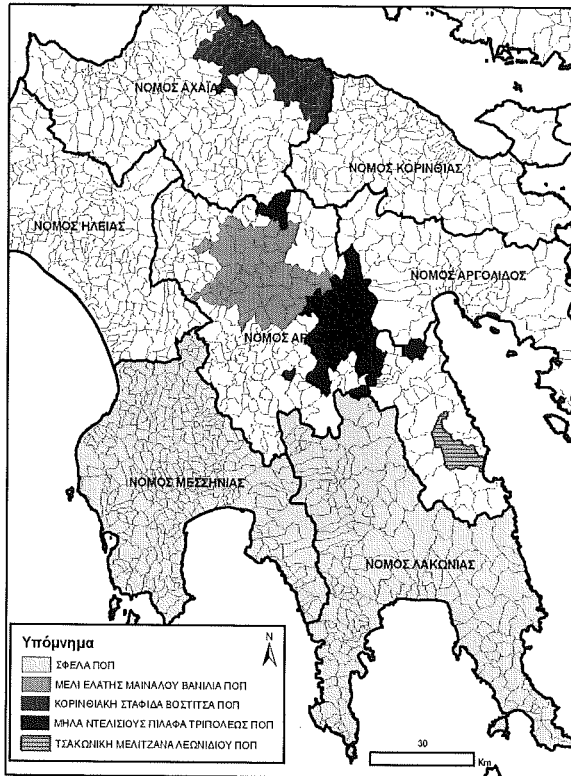 ΝΟΜΟΣ ΑΧΑΪΑΣ
ΝΟΜΟΣ ΚΟΡΙΝΘΙΑΣ
ΝΟΜΟΣ ΗΛΕΙΑΣ
ΝΟΜΟΣ ΑΡΓΟΛΙΔΟΣ
ΝΟΜΟΣ ΑΡ
ΝΟΜΟΣ ΜΕΣΣΗΝΙΑΣ
ΝΟΜΟΣ ΛΑΚΩΝΙΑΣ
Υπόμνημα
N
ΣΦΕΛΑ ΠΟΠ
ΜΕΛΙ ΕΛΑΤΗΣ ΜΑΙΝΑΛΟΥ ΒΑΝΙΛΙΑ ΠΟΠ
ΚΟΡΙΝΘΙΑΚΗ ΣΤΑΦΙΔΑ ΒΟΣΤΙΤΣΑ ΠΟΠ
ΜΗΛΑ ΝΤΕΛΙΣΙΟΥΣ ΠΙΛΑΦΑ ΤΡΙΠΟΛΕΩΣ ΠΟΠ
ΤΣΑΚΩΝΙΚΗ ΜΕΛΙΤΖΑΝΑ ΛΕΩΝΙΔΙΟΥ ΠΟΠ
30
Km